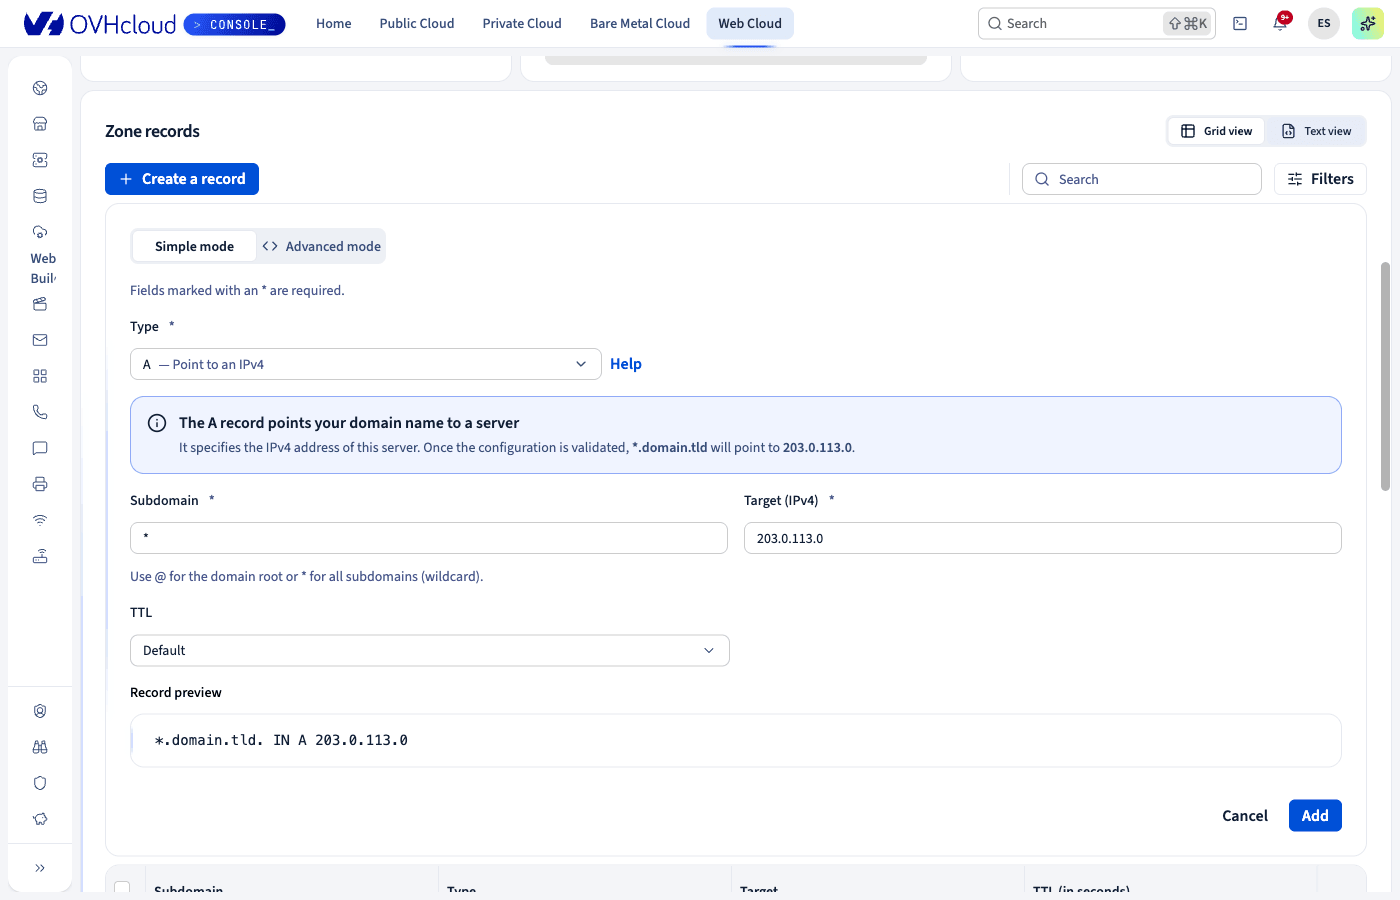 OVHcloud
> CONSOLE_
Home
Public Cloud
Private Cloud
Bare Metal Cloud
Web Cloud
Search
⇧⌘K
9+
ES
Web
Zone records
Grid view
Text view
+ Create a record
Search
Filters
Simple mode
<> Advanced mode
Fields marked with an * are required.
Type *
A — Point to an IPv4
Help
The A record points your domain name to a server
It specifies the IPv4 address of this server. Once the configuration is validated, *.domain.tld will point to 203.0.113.0.
Subdomain *
Target (IPv4) *
*
203.0.113.0
Use @ for the domain root or * for all subdomains (wildcard).
TTL
Default
Record preview
*.domain.tld. IN A 203.0.113.0
Cancel
Add
Subdomain
Type
Target
TTL (in seconds)